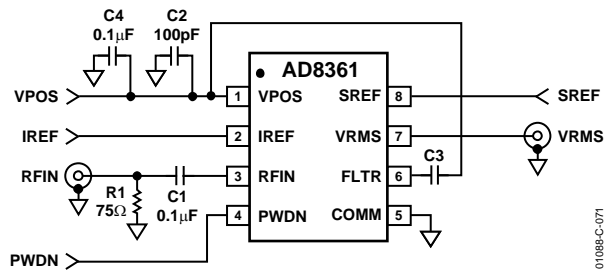 C4
0.1μF
C2
100pF
AD8361
VPOS
1
VPOS
SREF
8
SREF
IREF
2
IREF
VRMS
7
VRMS
C3
RFIN
3
RFIN
FLTR
6
R1
75Ω
C1
0.1μF
4
PWDN
COMM
5
PWDN
01088-C-071